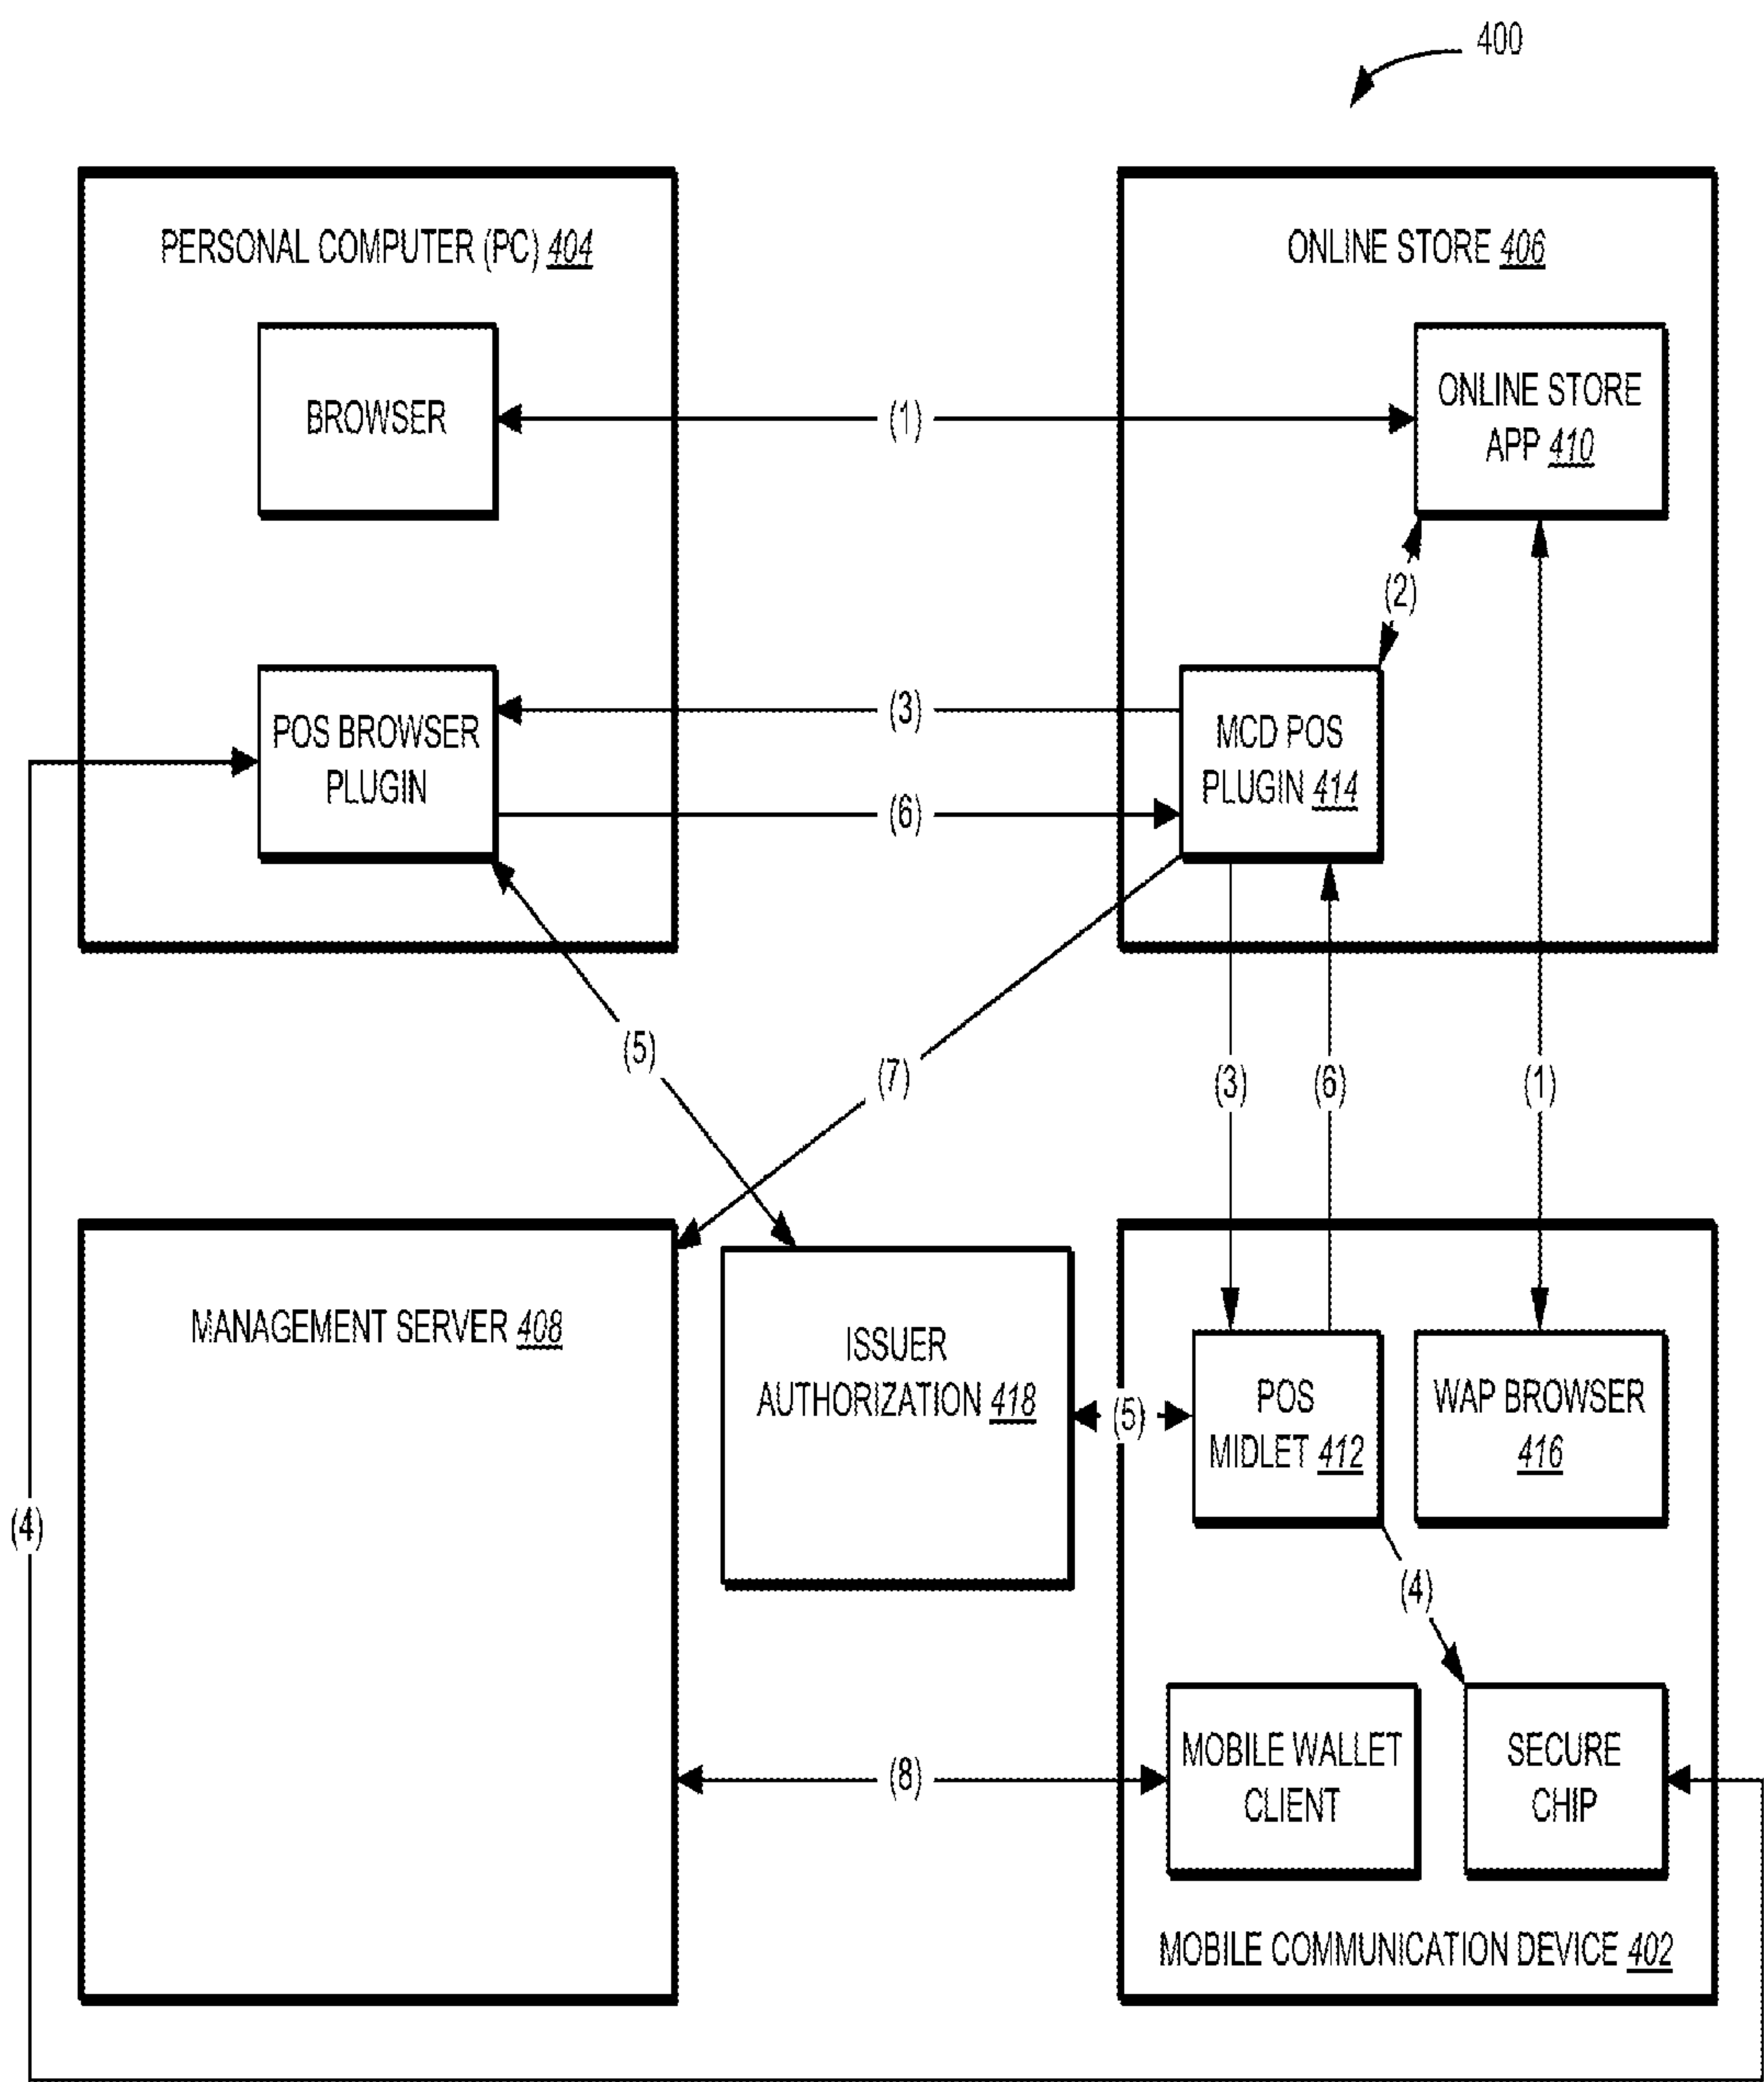 400
PERSONAL COMPUTER (PC) 404
ONLINE STORE 406
BROWSER
(1)
ONLINE STORE
APP 410
(2)
POS BROWSER
PLUGIN
(3)
(6)
MCD POS
PLUGIN 414
(5)
(7)
(3)
(6)
(1)
MANAGEMENT SERVER 408
ISSUER
AUTHORIZATION 418
(5)
POS
MIDLET 412
WAP BROWSER
416
(4)
(4)
(8)
MOBILE WALLET
CLIENT
SECURE
CHIP
MOBILE COMMUNICATION DEVICE 402